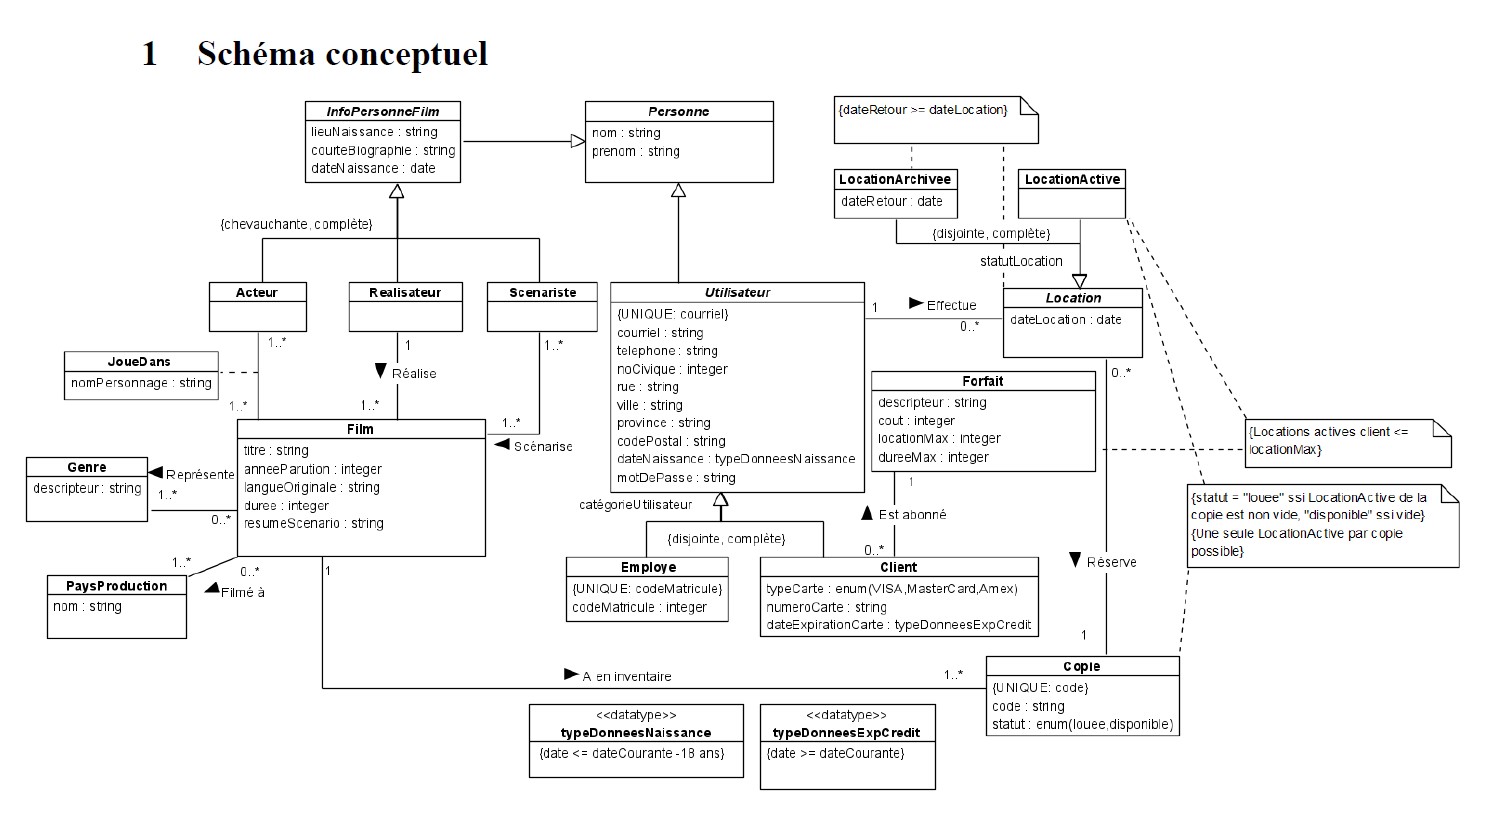 1 Schéma conceptuel
InfoPersonneFilm
lieuNaissance : string
courteBiographie : string
dateNaissance : date
Personne
nom : string
prenom : string
{dateRetour >= dateLocation}
LocationArchivee
dateRetour : date
LocationActive
{chevauchante, complète}
{disjointe, complète}
statutLocation
Acteur
Realisateur
Scenariste
Utilisateur
{UNIQUE: courriel}
courriel : string
telephone : string
noCivique : integer
rue : string
ville : string
province : string
codePostal : string
dateNaissance : typeDonneesNaissance
motDePasse : string
1
Effectue
0..*
Location
dateLocation : date
1..*
1
1..*
JoueDans
nomPersonnage : string
Réalise
1..*
1..*
1..*
Scénarise
0..*
Forfait
descripteur : string
cout : integer
locationMax : integer
dureeMax : integer
{Locations actives client <=
locationMax}
Film
titre : string
anneeParution : integer
langueOriginale : string
duree : integer
resumeScenario : string
Genre
descripteur : string
Représente
1..*
0..*
catégorieUtilisateur
{disjointe, complète}
1
Est abonné
0..*
{statut = "louee" ssi LocationActive de la
copie est non vide, "disponible" ssi vide}
{Une seule LocationActive par copie
possible}
1..*
0..*
1
PaysProduction
nom : string
Filmé à
Employe
{UNIQUE: codeMatricule}
codeMatricule : integer
Client
typeCarte : enum(VISA,MasterCard,Amex)
numeroCarte : string
dateExpirationCarte : typeDonneesExpCredit
Réserve
1
A en inventaire
1..*
Copie
{UNIQUE: code}
code : string
statut : enum(louee,disponible)
<<datatype>>
typeDonneesNaissance
{date <= dateCourante -18 ans}
<<datatype>>
typeDonneesExpCredit
{date >= dateCourante}